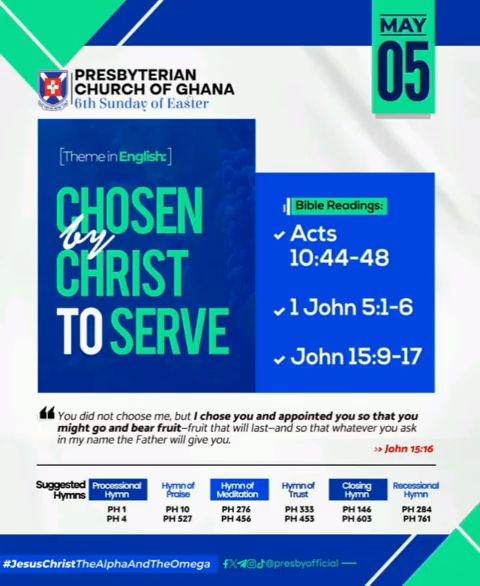 MAY
05
PRESBYTERIAN
CHURCH OF GHANA
6th Sunday of Easter
[Theme in English:]
CHOSEN
by
CHRIST
TO SERVE
Bible Readings:
Acts
10:44-48
1 John 5:1-6
John 15:9-17
You did not choose me, but I chose you and appointed you so that you
might go and bear fruit—fruit that will last—and so that whatever you ask
in my name the Father will give you.
>> John 15:16
Suggested
Hymns
Processional
Hymn
PH 1
PH 4
Hymn of
Praise
PH 10
PH 527
Hymn of
Meditation
PH 276
PH 456
Hymn of
Trust
PH 333
PH 453
Closing
Hymn
PH 146
PH 603
Recessional
Hymn
PH 284
PH 761
#JesusChristTheAlphaAndTheOmega
@presbyofficial